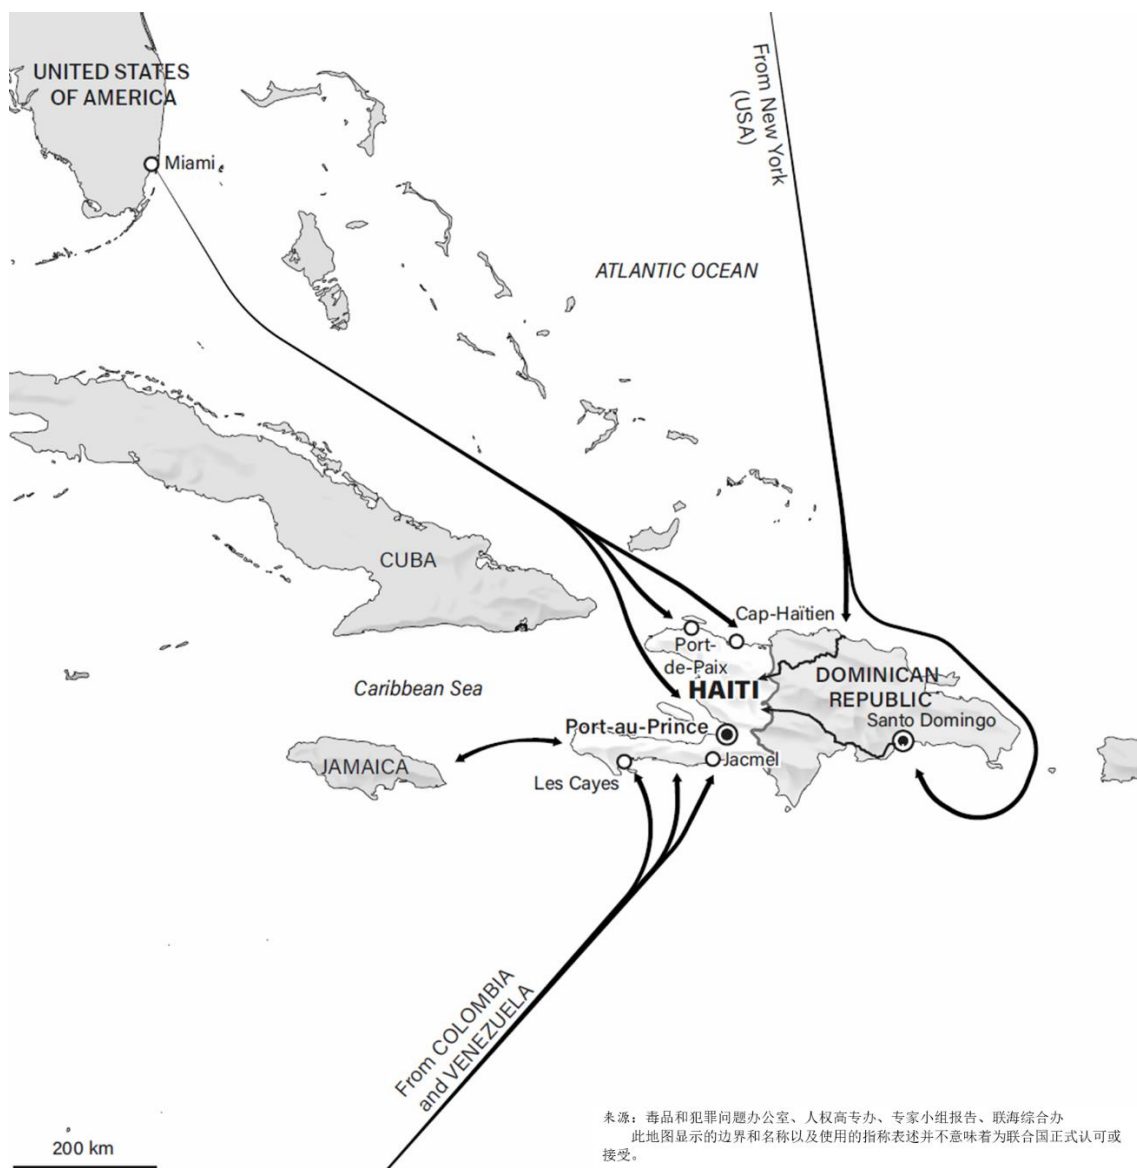 UNITED STATES
OF AMERICA
Miami
From New York
(USA)
ATLANTIC OCEAN
CUBA
Cap-Haïtien
Port-
de-Paix
Caribbean Sea
HAITI
DOMINICAN
REPUBLIC
Port-au-Prince
Santo Domingo
JAMAICA
Jacmel
Les Cayes
From COLOMBIA
and VENEZUELA
200 km
来源：毒品和犯罪问题办公室、人权高专办、专家小组报告、联海综合办
此地图显示的边界和名称以及使用的指称表述并不意味着为联合国正式认可或
接受。